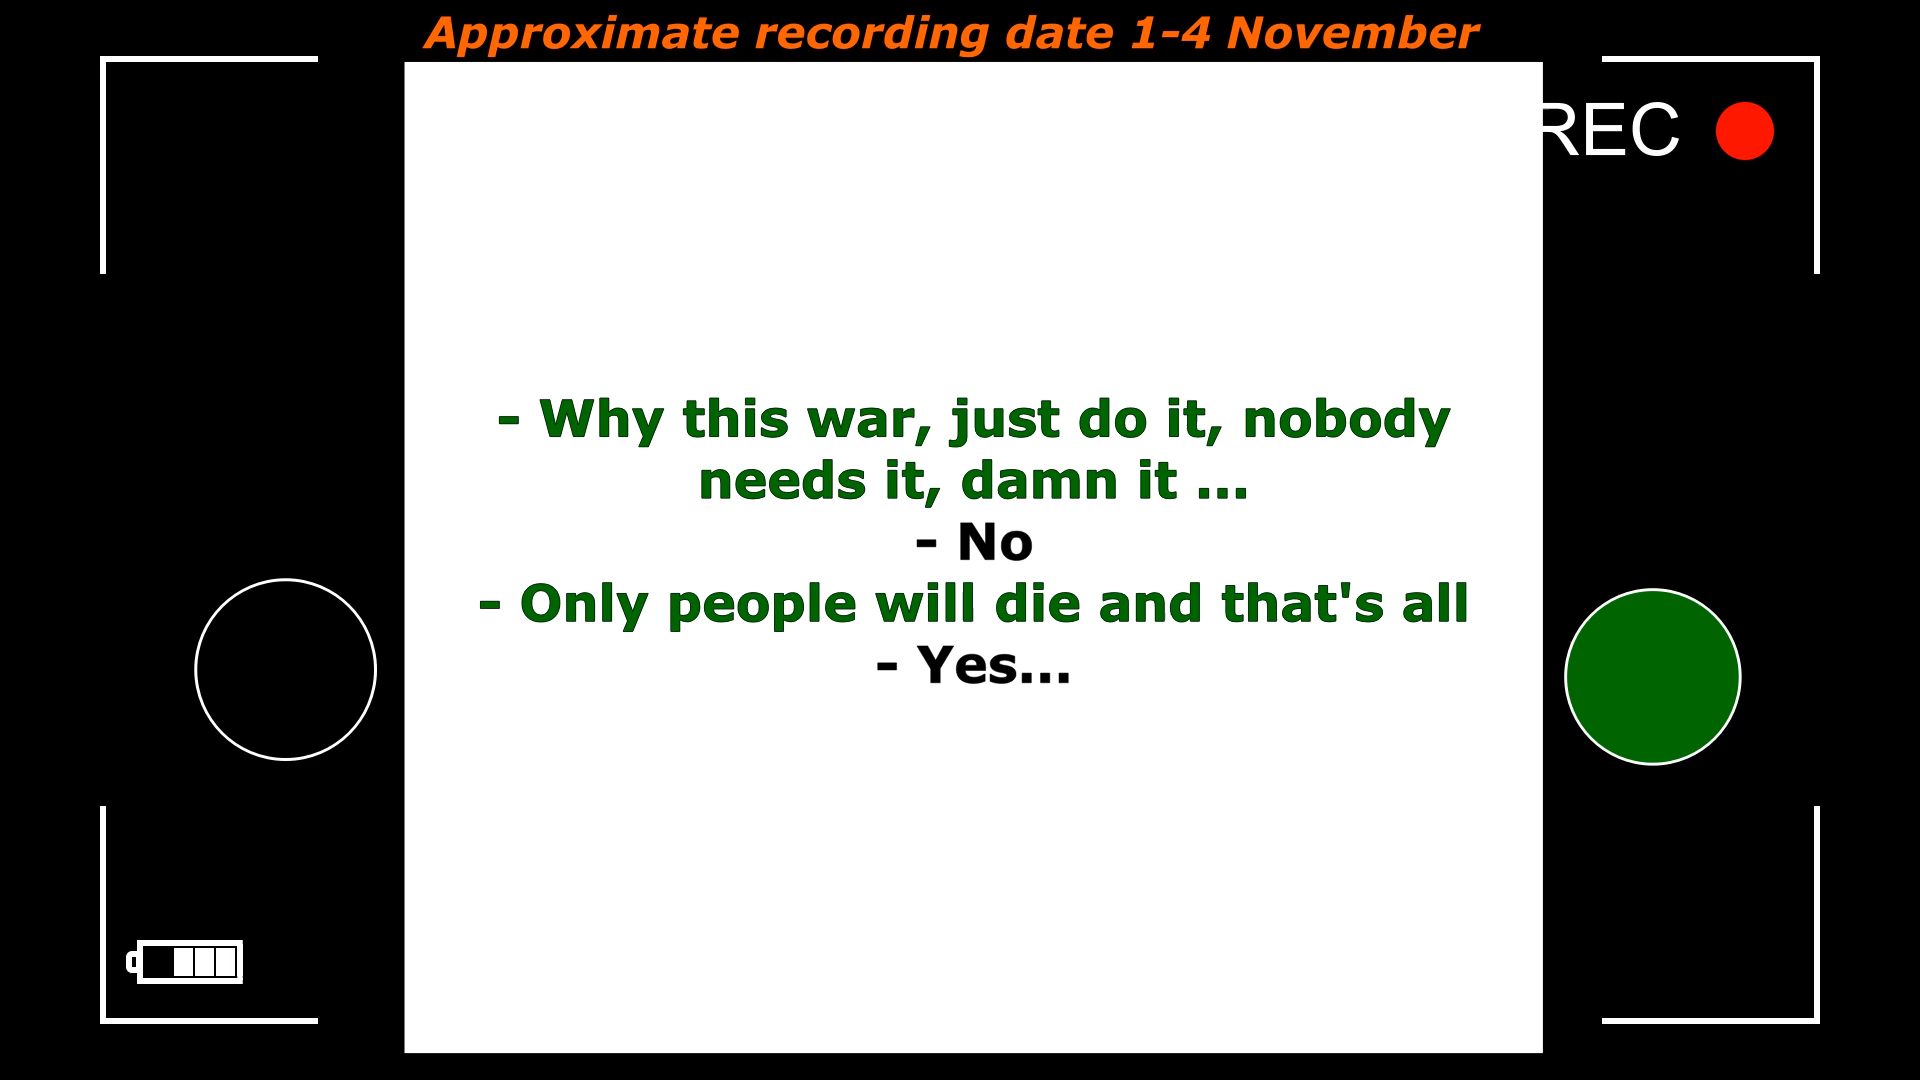 Approximate recording date 1-4 November
REC
- Why this war, just do it, nobody
needs it, damn it ...
- No
- Only people will die and that's all
- Yes...